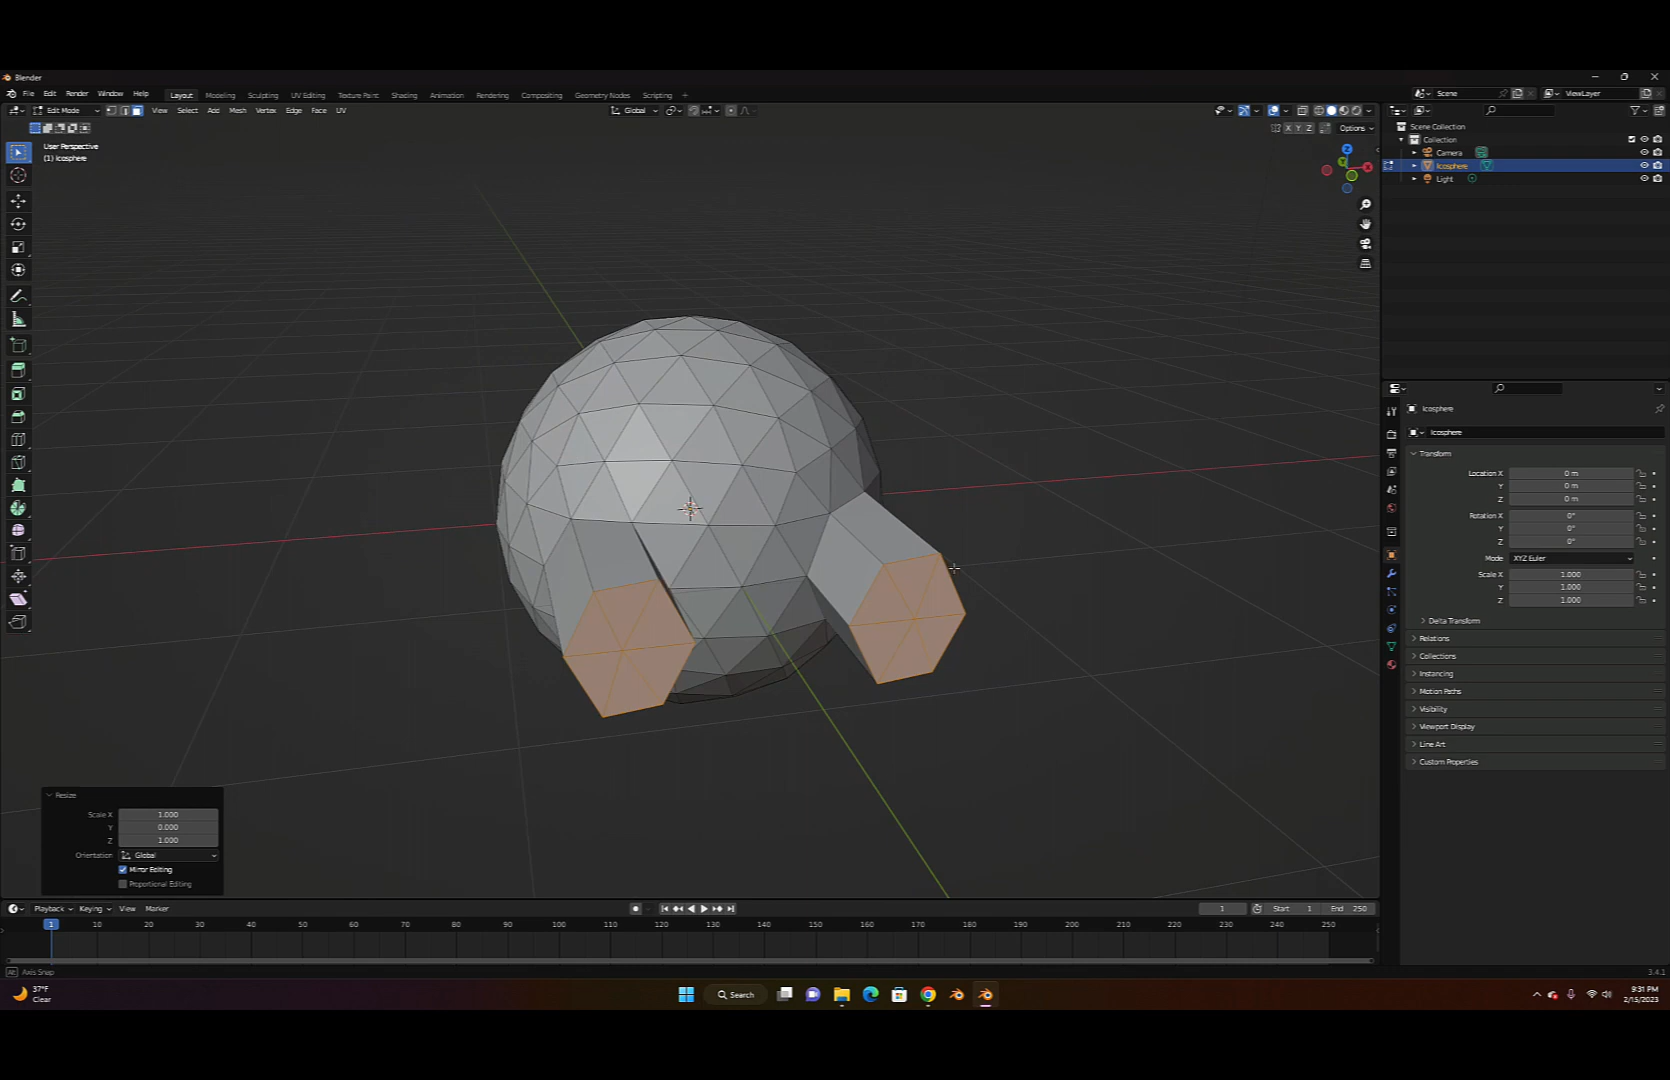 Blender
File Edit Render Window Help Layout Modeling Sculpting UV Editing Texture Paint Shading Animation Rendering Compositing Geometry Nodes Scripting + Scene ViewLayer
Edit Mode View Select Add Mesh Vertex Edge Face UV Global
X Y Z Options
User Perspective
(1) Icosphere
Z
Y
X
Scene Collection
Collection
Camera
Icosphere
Light
Icosphere
Icosphere
Transform
Location X 0 m
Y 0 m
Z 0 m
Rotation X 0°
Y 0°
Z 0°
Mode XYZ Euler
Scale X 1.000
Y 1.000
Z 1.000
Delta Transform
Relations
Collections
Instancing
Motion Paths
Visibility
Viewport Display
Line Art
Custom Properties
Resize
Scale X 1.000
Y 0.000
Z 1.000
Orientation Global
Mirror Editing
Proportional Editing
Playback Keying View Marker 1 Start 1 End 250
1 10 20 30 40 50 60 70 80 90 100 110 120 130 140 150 160 170 180 190 200 210 220 230 240 250
Axis Snap 3.4.1
37°F
Clear
Search
9:31 PM
2/15/2023